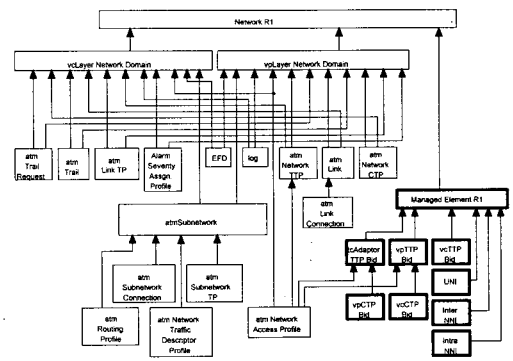 Network R1
vcLayer Network Domain
vpLayer Network Domain
atm
Trail
Request
atm
Trail
atm
Link TP
Alarm
Severity
Assgn.
Profile
EFD
log
atm
Network
TTP
atm
Link
atm
Network
CTP
atm
Link
Connection
Managed Element R1
atmSubnetwork
tcAdaptor
TTP Bid
vpTTP
Bid
vcTTP
Bid
atm
Subnetwork
Connection
atm
Subnetwork
TP
UNI
vpCTP
Bid
vcCTP
Bid
Inter
NNI
atm
Routing
Profile
atm Network
Traffic
Descriptor Profile
atm Network
Access Profile
intra
NNI